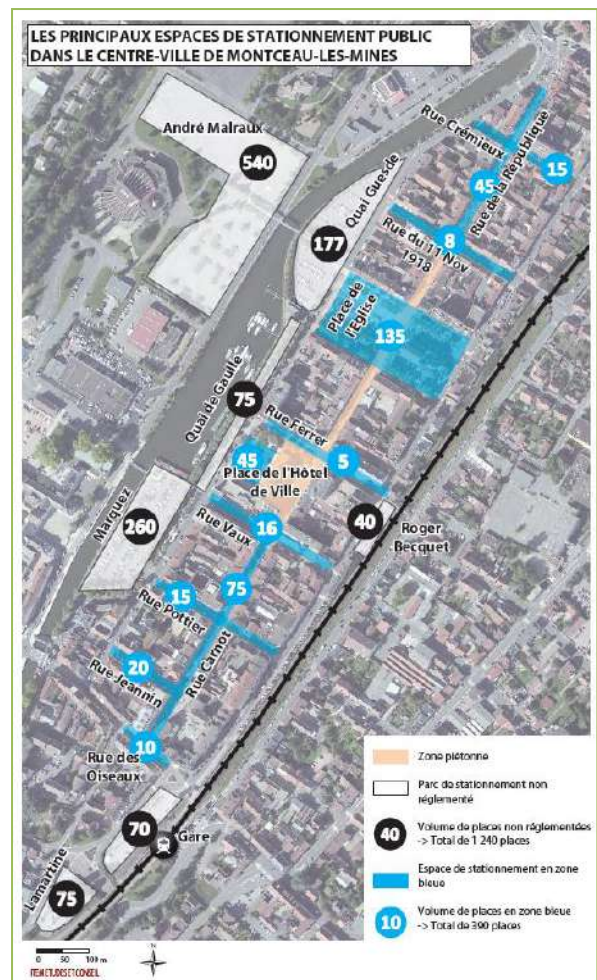 LES PRINCIPAUX ESPACES DE STATIONNEMENT PUBLIC
DANS LE CENTRE-VILLE DE MONTCEAU-LES-MINES
André Malraux
540
Rue Crémieux
15
45
Rue de la République
Quai Guesde
177
8
Rue du 11 Nov
1918
Place de
l'Eglise
135
Quai de Gaulle
75
Rue Ferrer
45
5
Place de l'Hôtel
de Ville
Marquez
260
Rue Vaux
16
40
Roger
Becquet
75
15
Rue Pottier
Rue Carnot
20
Rue Jeannin
10
Rue des
Oiseaux
70
Gare
Lamartine
75
Zone piétonne
Parc de stationnement non
réglementé
40
Volume de places non réglementées
-> Total de 1 240 places
Espace de stationnement en zone
bleue
10
Volume de places en zone bleue
-> Total de 390 places
0 50 100 m
N
ITEM ETUDES ET CONSEIL